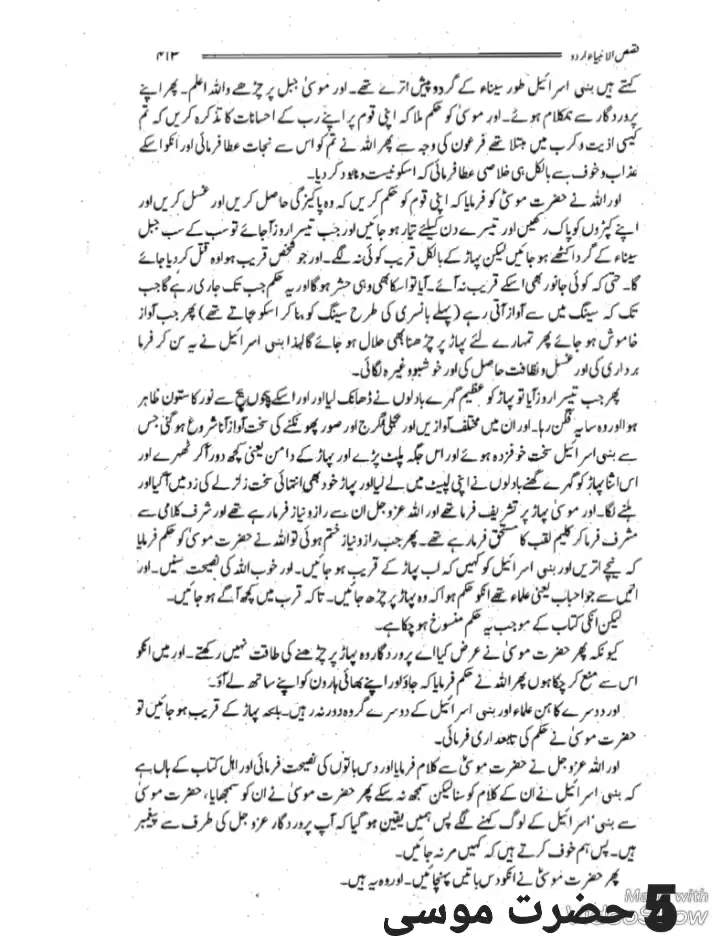 قصص الانبیاء اردو ۴۱۳
کہتے ہیں بنی اسرائیل طور سیناء کے گرد و پیش اترے تھے۔ اور موسیٰ جبل پر چڑھے واللہ اعلم۔ پھر اپنے
پروردگار سے ہمکلام ہوئے۔ اور موسیٰ کو حکم ملا کہ اپنی قوم پر اپنے رب کے احسانات کا تذکرہ کریں کہ تم
کیسی اذیت و کرب میں مبتلا تھے فرعون کی وجہ سے پھر اللہ نے تم کو اس سے نجات عطا فرمائی اور انکو اسکے
عذاب و خوف سے بالکل ہی خلاصی عطا فرمائی کہ اسکو نیست و نابود کر دیا۔
اور اللہ نے حضرت موسیٰؑ کو فرمایا کہ اپنی قوم کو حکم کریں کہ وہ پاکیزگی حاصل کریں اور غسل کریں اور
اپنے کپڑوں کو پاک رکھیں اور تیسرے دن کیلئے تیار ہو جائیں اور جب تیسرا روز آجائے تو سب کے سب جبل
سیناء کے گرد اکٹھے ہو جائیں لیکن پہاڑ کے بالکل قریب کوئی نہ لگے۔ اور جو شخص قریب ہوا وہ قتل کر دیا جائے
گا۔ حتی کہ کوئی جانور بھی اسکے قریب نہ آئے۔ آیا تو اسکا بھی وہی حشر ہوگا اور یہ حکم جب تک جاری رہے گا جب
تک کہ سینگ میں سے آواز آتی رہے (پہلے بانسری کی طرح سینگ کو بنا کر اسکو بجاتے تھے) پھر جب آواز
خاموش ہو جائے پھر تمہارے لئے پہاڑ پر چڑھنا بھی حلال ہو جائے گا لہذا بنی اسرائیل نے یہ سن کر فرما
برداری کی اور غسل و نظافت حاصل کی اور خوشبو وغیرہ لگائی۔
پھر جب تیسرا روز آیا تو پہاڑ کو عظیم گہرے بادلوں نے ڈھانک لیا اور اور اسکے بیچوں بیچ سے نور کا ستون ظاہر
ہوا اور وہ سایہ فگن رہا۔ اور ان میں مختلف آوازیں اور بجلی گرج اور صور پھونکنے کی سخت آواز آنا شروع ہو گئی جس
سے بنی اسرائیل سخت خوفزدہ ہوئے اور اس جگہ پلٹ پڑے اور پہاڑ کے دامن یعنی کچھ دور آکر ٹھہرے اور
اس اثنا پہاڑ کو گہرے گھنے بادلوں نے اپنی لپیٹ میں لے لیا اور پہاڑ خود بھی انتہائی سخت زلزلے کی زد میں آگیا اور
ہلنے لگا۔ اور موسیٰ پہاڑ پر تشریف فرما تھے اور اللہ عزوجل ان سے راز و نیاز فرما رہے تھے اور شرف کلامی سے
مشرف فرما کر کلیم لقب کا مستحق فرما رہے تھے۔ پھر جب راز و نیاز ختم ہوئی تو اللہ نے حضرت موسیٰ کو حکم فرمایا
کہ نیچے اتریں اور بنی اسرائیل کو کہیں کہ اب پہاڑ کے قریب ہو جائیں۔ اور خوب اللہ کی نصیحت سنیں۔ اور
انہیں سے جو احباب یعنی علماء تھے انکو حکم ہوا کہ وہ پہاڑ پر چڑھ جائیں۔ تاکہ قرب میں کچھ آگے ہو جائیں۔
لیکن انکی کتاب کے موجب یہ حکم منسوخ ہو چکا ہے۔
کیونکہ پھر حضرت موسیٰ نے عرض کیا اے پروردگار وہ پہاڑ پر چڑھنے کی طاقت نہیں رکھتے۔ اور میں انکو
اس سے منع کر چکا ہوں پھر اللہ نے حکم فرمایا کہ جاؤ اور اپنے بھائی ہارون کو اپنے ساتھ لے آؤ۔
اور دوسرے کاہن علماء اور بنی اسرائیل کے دوسرے گروہ دور نہ رہیں۔ بلکہ پہاڑ کے قریب ہو جائیں تو
حضرت موسیٰ نے حکم کی تابعداری فرمائی۔
اور اللہ عزوجل نے حضرت موسیٰؑ سے کلام فرمایا اور دس باتوں کی نصیحت فرمائی اور اہل کتاب کے ہاں ہے
کہ بنی اسرائیل نے ان کے کلام کو سنا لیکن سمجھ نہ سکے پھر حضرت موسیٰ نے ان کو سمجھایا، حضرت موسیٰ
سے بنی اسرائیل کے لوگ کہنے لگے پس ہمیں یقین ہو گیا کہ آپ پروردگار عزوجل کی طرف سے پیغمبر
ہیں۔ پس ہم خوف کرتے ہیں کہ کہیں مر نہ جائیں۔
پھر حضرت موسیٰؑ نے انکو دس باتیں پہنچائیں۔ اور وہ یہ ہیں۔
Made with
VideoShow
حضرت موسی 5